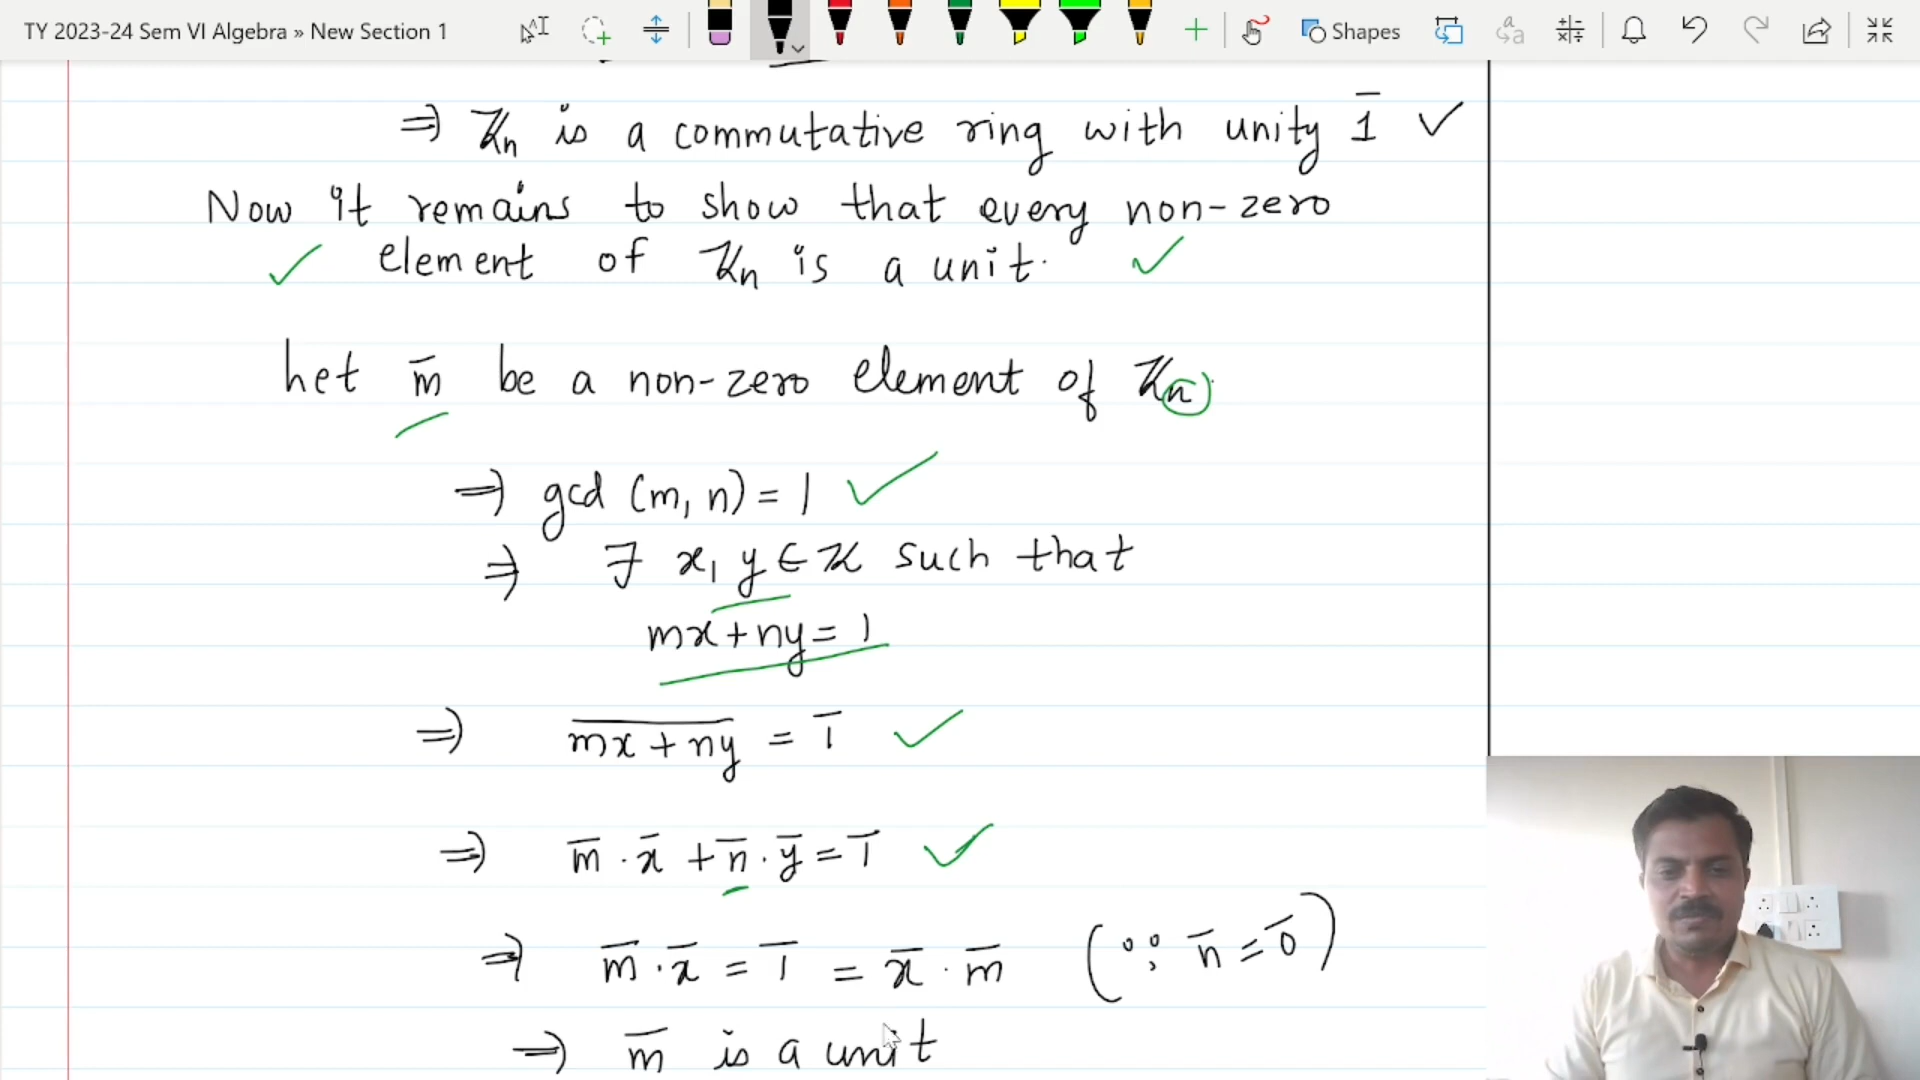 TY 2023-24 Sem VI Algebra » New Section 1
Shapes
⇒ ℤn is a commutative ring with unity 1̅ ✓
Now it remains to show that every non-zero
✓ element of ℤn is a unit. ✓
Let m̅ be a non-zero element of ℤn
⇒ gcd (m, n) = 1 ✓
⇒ ∃ x, y ∈ ℤ such that
mx + ny = 1
⇒ m̅x̅ ̅+̅ ̅n̅y̅ = 1̅ ✓
⇒ m̅ · x̅ + n̅ · y̅ = 1̅ ✓
⇒ m̅ · x̅ = 1̅ = x̅ · m̅ (∵ n̅ = 0̅)
⇒ m̅ is a unit